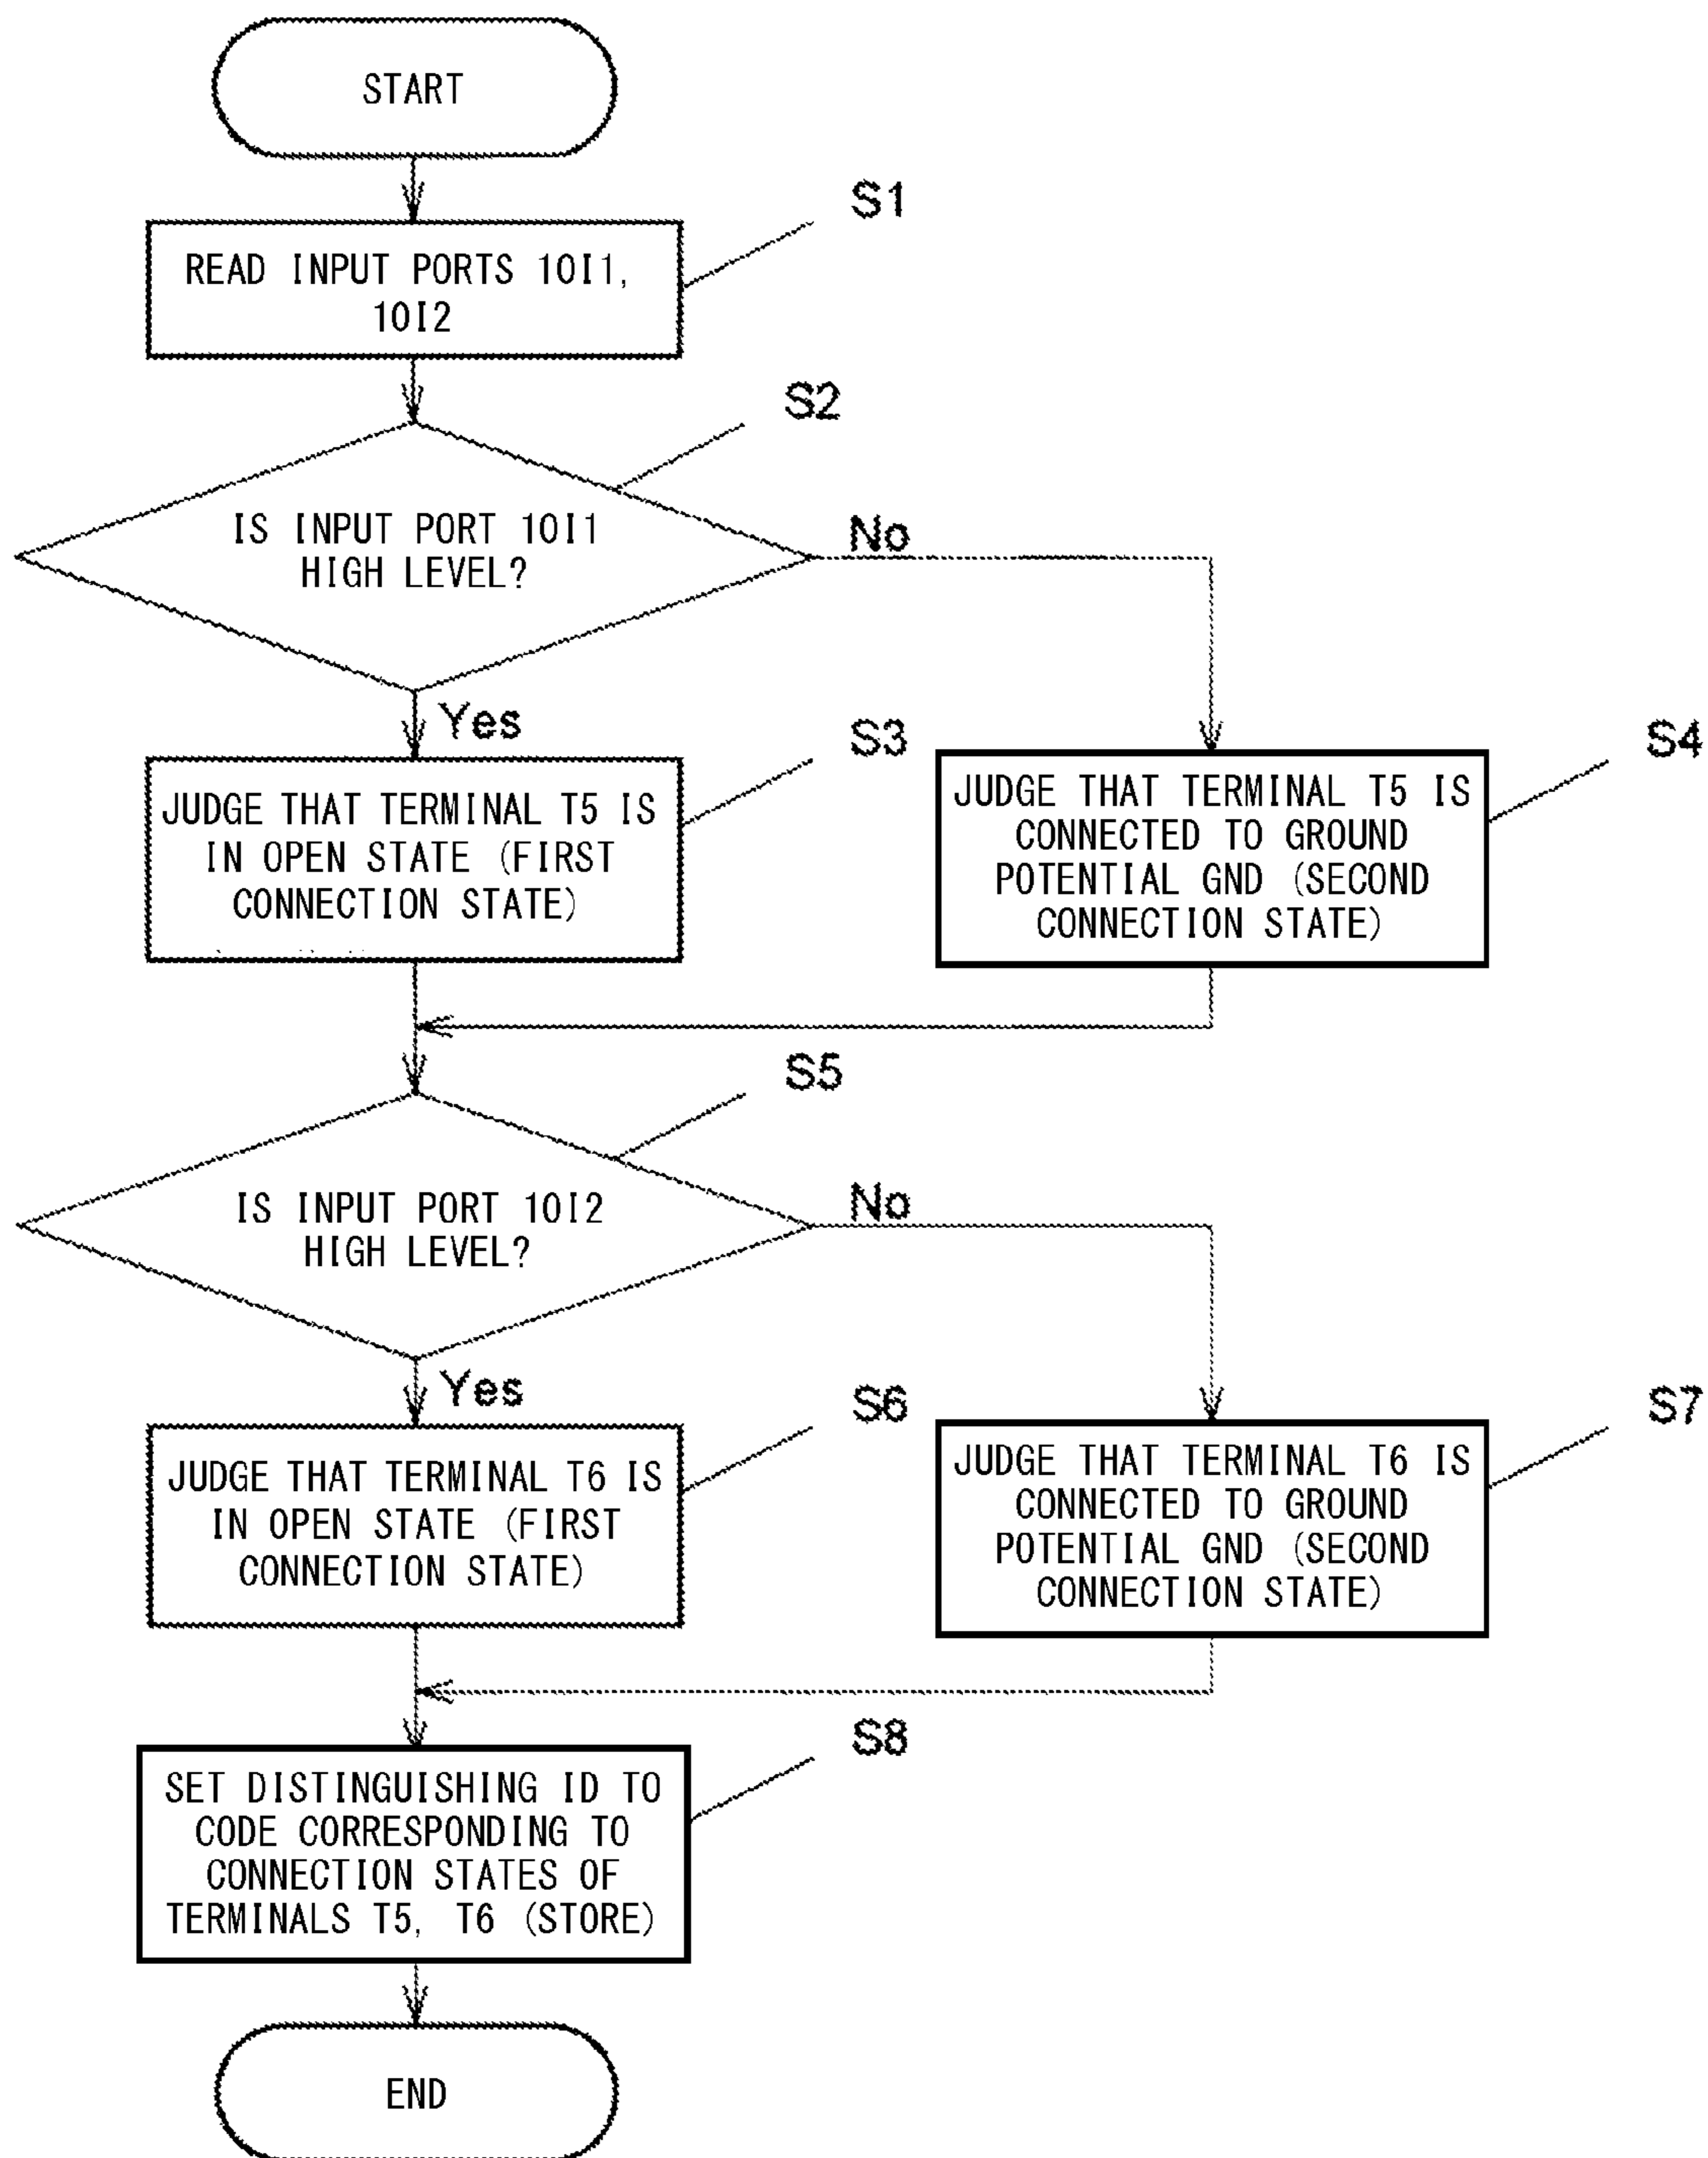 START
S1
READ INPUT PORTS 10I1,
10I2
S2
IS INPUT PORT 10I1
HIGH LEVEL?
No
Yes
S3
JUDGE THAT TERMINAL T5 IS
IN OPEN STATE (FIRST
CONNECTION STATE)
S4
JUDGE THAT TERMINAL T5 IS
CONNECTED TO GROUND
POTENTIAL GND (SECOND
CONNECTION STATE)
S5
IS INPUT PORT 10I2
HIGH LEVEL?
No
Yes
S6
JUDGE THAT TERMINAL T6 IS
IN OPEN STATE (FIRST
CONNECTION STATE)
S7
JUDGE THAT TERMINAL T6 IS
CONNECTED TO GROUND
POTENTIAL GND (SECOND
CONNECTION STATE)
S8
SET DISTINGUISHING ID TO
CODE CORRESPONDING TO
CONNECTION STATES OF
TERMINALS T5, T6 (STORE)
END